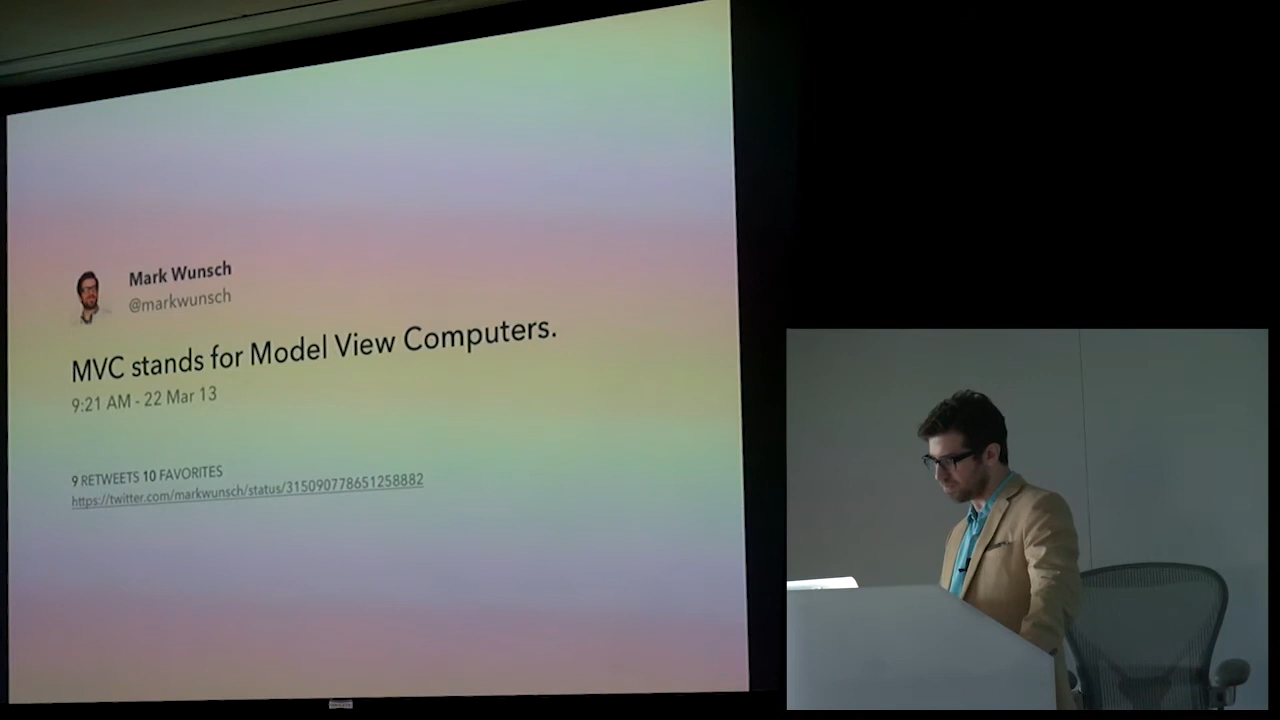 Mark Wunsch
@markwunsch
MVC stands for Model View Computers.
9:21 AM - 22 Mar 13
9 RETWEETS 10 FAVORITES
https://twitter.com/markwunsch/status/315090778651258882